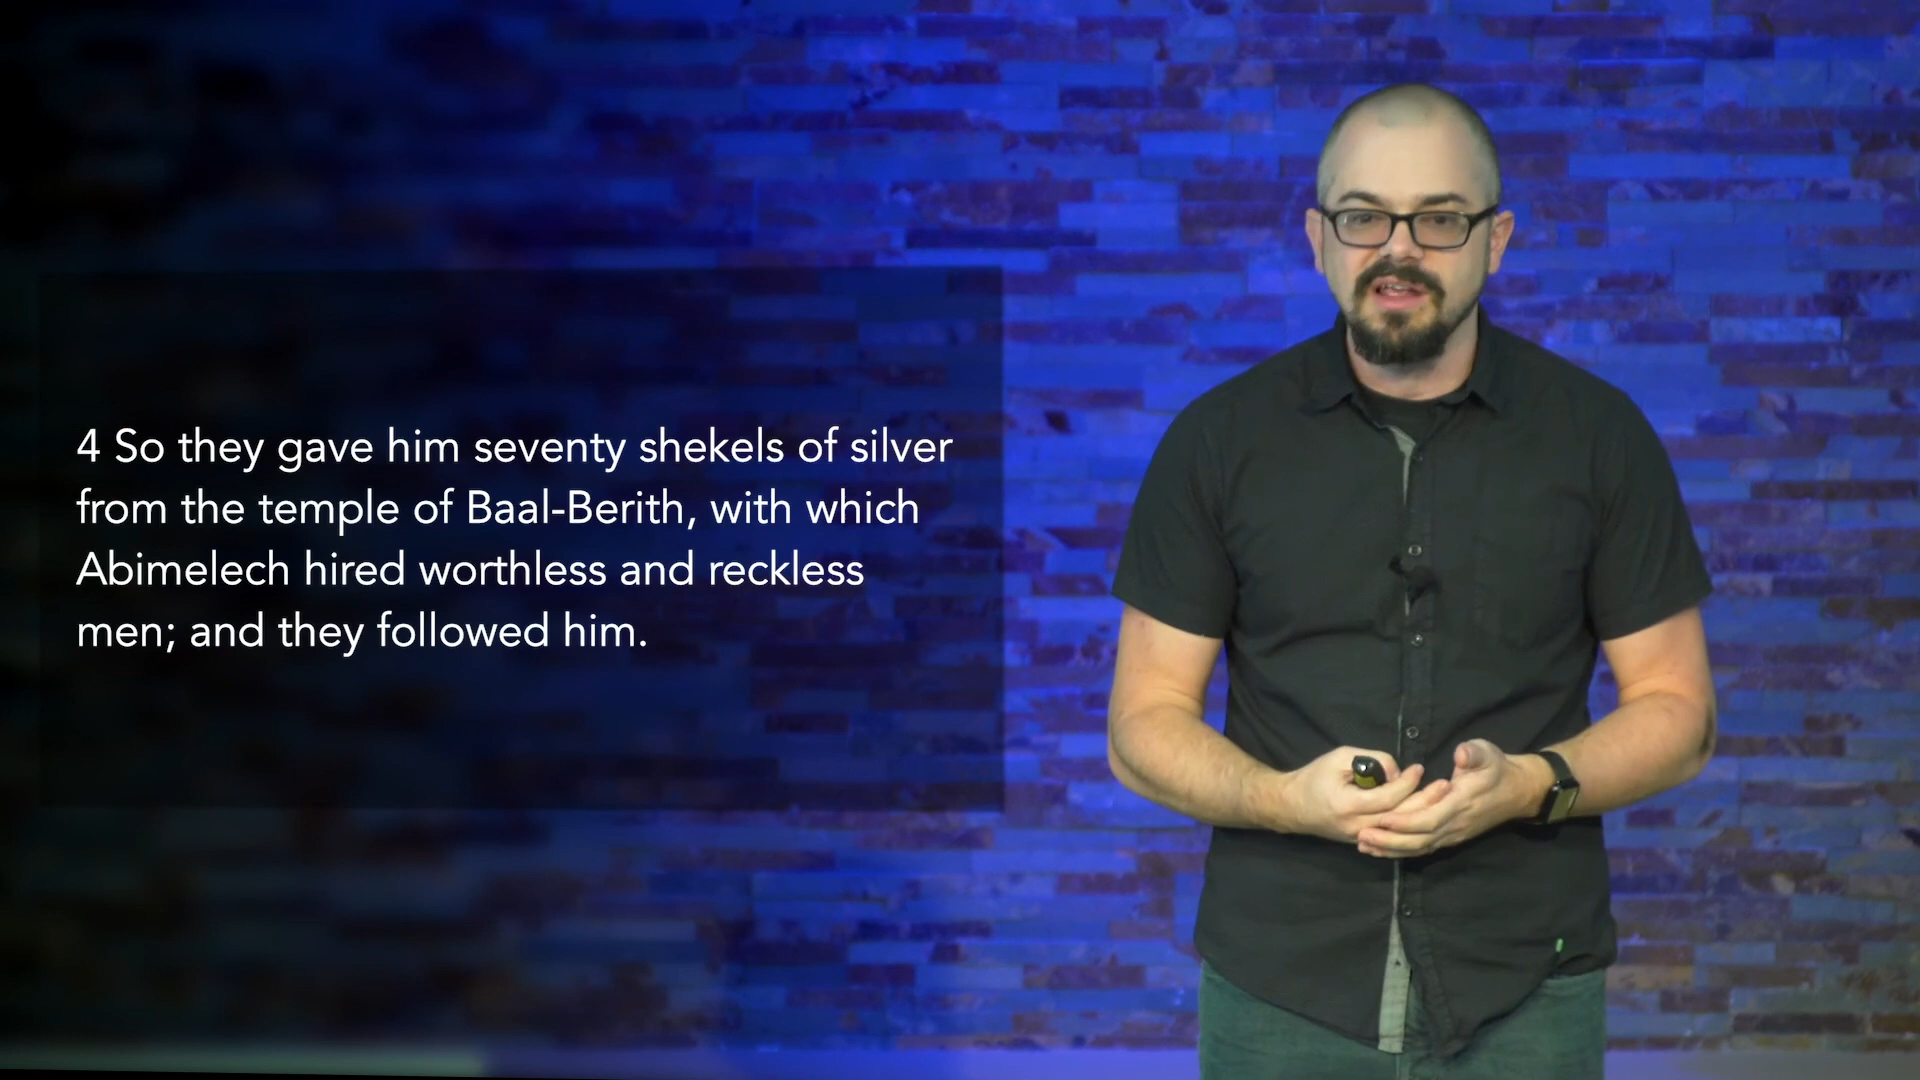 4 So they gave him seventy shekels of silver
from the temple of Baal-Berith, with which
Abimelech hired worthless and reckless
men; and they followed him.